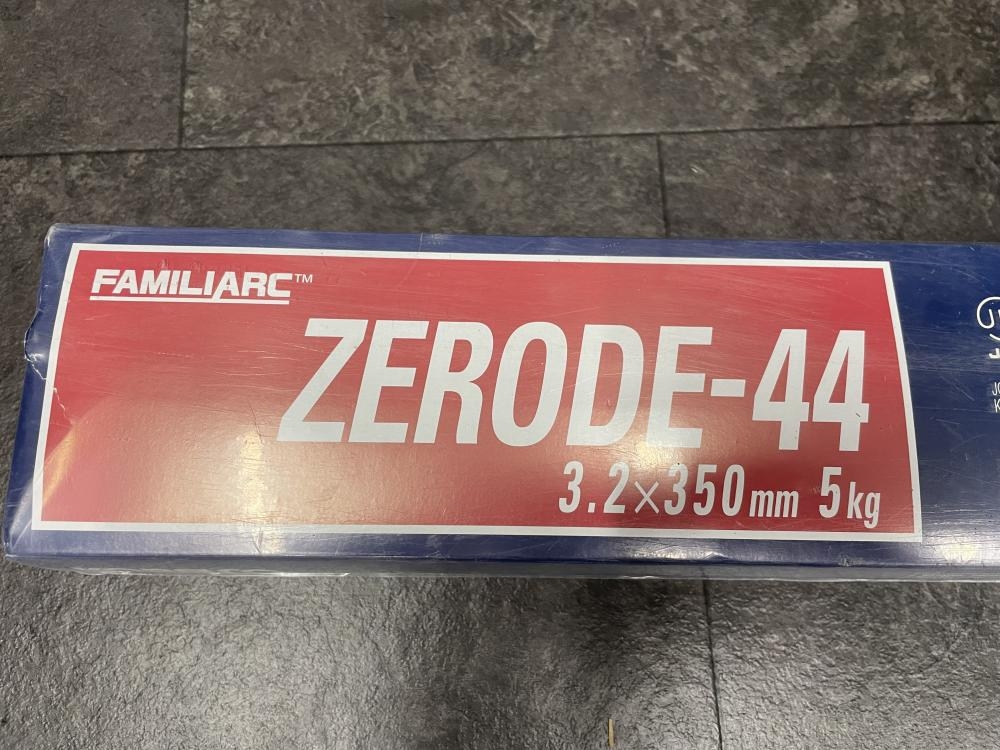 FAMILIARC™
ZERODE-44
3.2×350mm 5kg